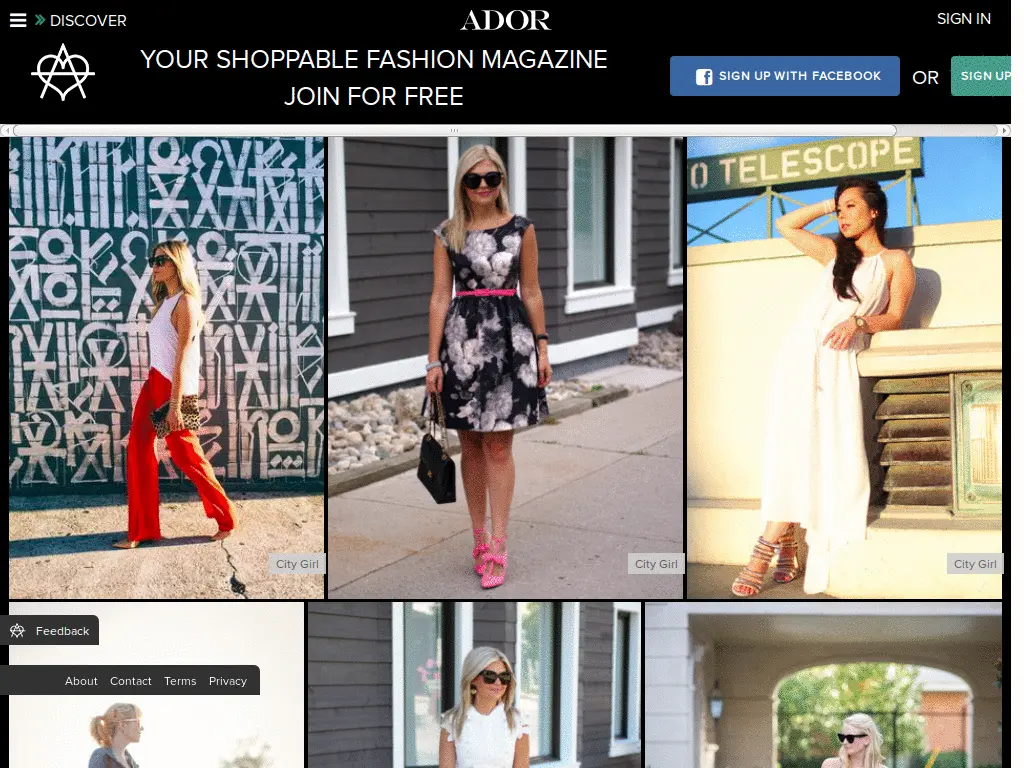 DISCOVER
ADOR
SIGN IN
YOUR SHOPPABLE FASHION MAGAZINE
JOIN FOR FREE
SIGN UP WITH FACEBOOK
OR
SIGN UP
O TELESCOPE
City Girl
City Girl
City Girl
Feedback
About Contact Terms Privacy